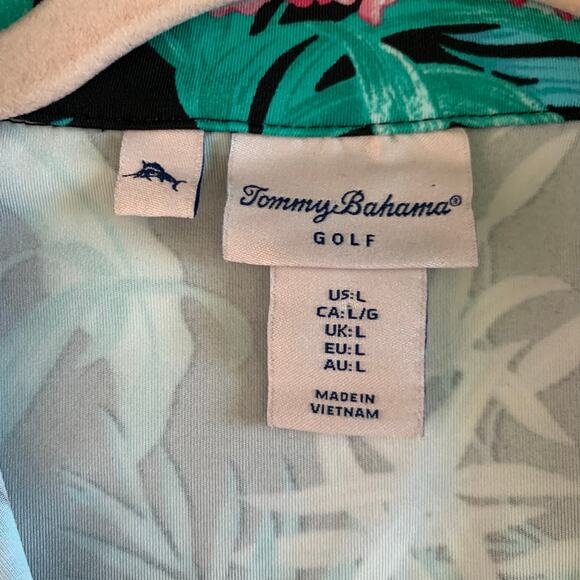 Tommy Bahama®
GOLF
US: L
CA: L/G
UK: L
EU: L
AU: L
MADE IN
VIETNAM